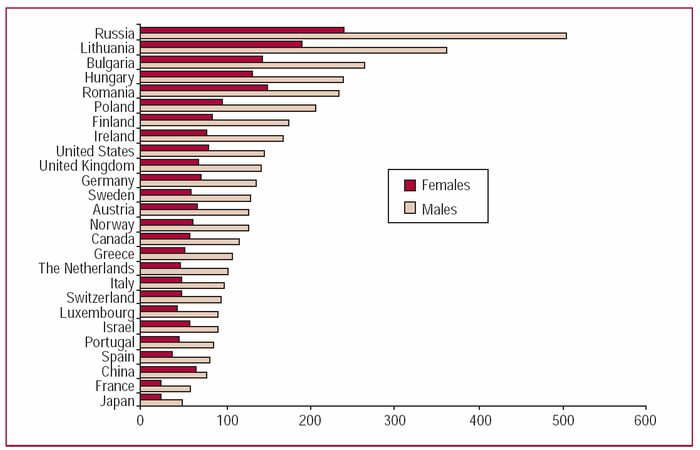 Russia
Lithuania
Bulgaria
Hungary
Romania
Poland
Finland
Ireland
United States
United Kingdom
Germany
Sweden
Austria
Norway
Canada
Greece
The Netherlands
Italy
Switzerland
Luxembourg
Israel
Portugal
Spain
China
France
Japan
Females
Males
0 100 200 300 400 500 600